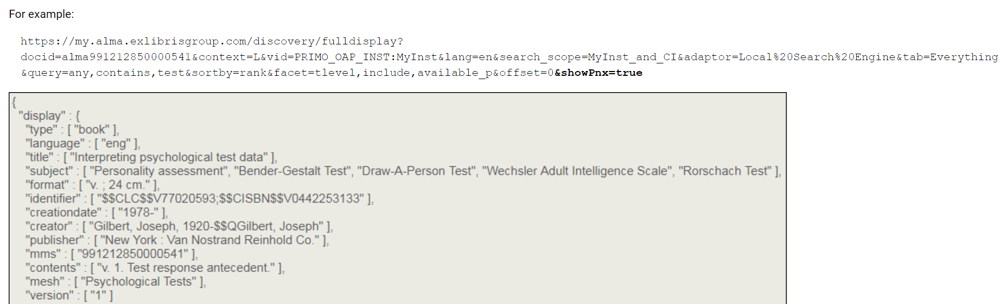 For example:
https://my.alma.exlibrisgroup.com/discovery/fulldisplay?
docid=alma991212850000541&context=L&vid=PRIMO_OAP_INST:MyInst&lang=en&search_scope=MyInst_and_CI&adaptor=Local%20Search%20Engine&tab=Everything
&query=any,contains,test&sortby=rank&facet=tlevel,include,available_p&offset=0&showPnx=true
{
"display" : {
"type" : [ "book" ],
"language" : [ "eng" ],
"title" : [ "Interpreting psychological test data" ],
"subject" : [ "Personality assessment", "Bender-Gestalt Test", "Draw-A-Person Test", "Wechsler Adult Intelligence Scale", "Rorschach Test" ],
"format" : [ "v. ; 24 cm." ],
"identifier" : [ "$$CLC$$V77020593;$$CISBN$$V0442253133" ],
"creationdate" : [ "1978-" ],
"creator" : [ "Gilbert, Joseph, 1920-$$QGilbert, Joseph" ],
"publisher" : [ "New York : Van Nostrand Reinhold Co." ],
"mms" : [ "991212850000541" ],
"contents" : [ "v. 1. Test response antecedent." ],
"mesh" : [ "Psychological Tests" ],
"version" : [ "1" ]